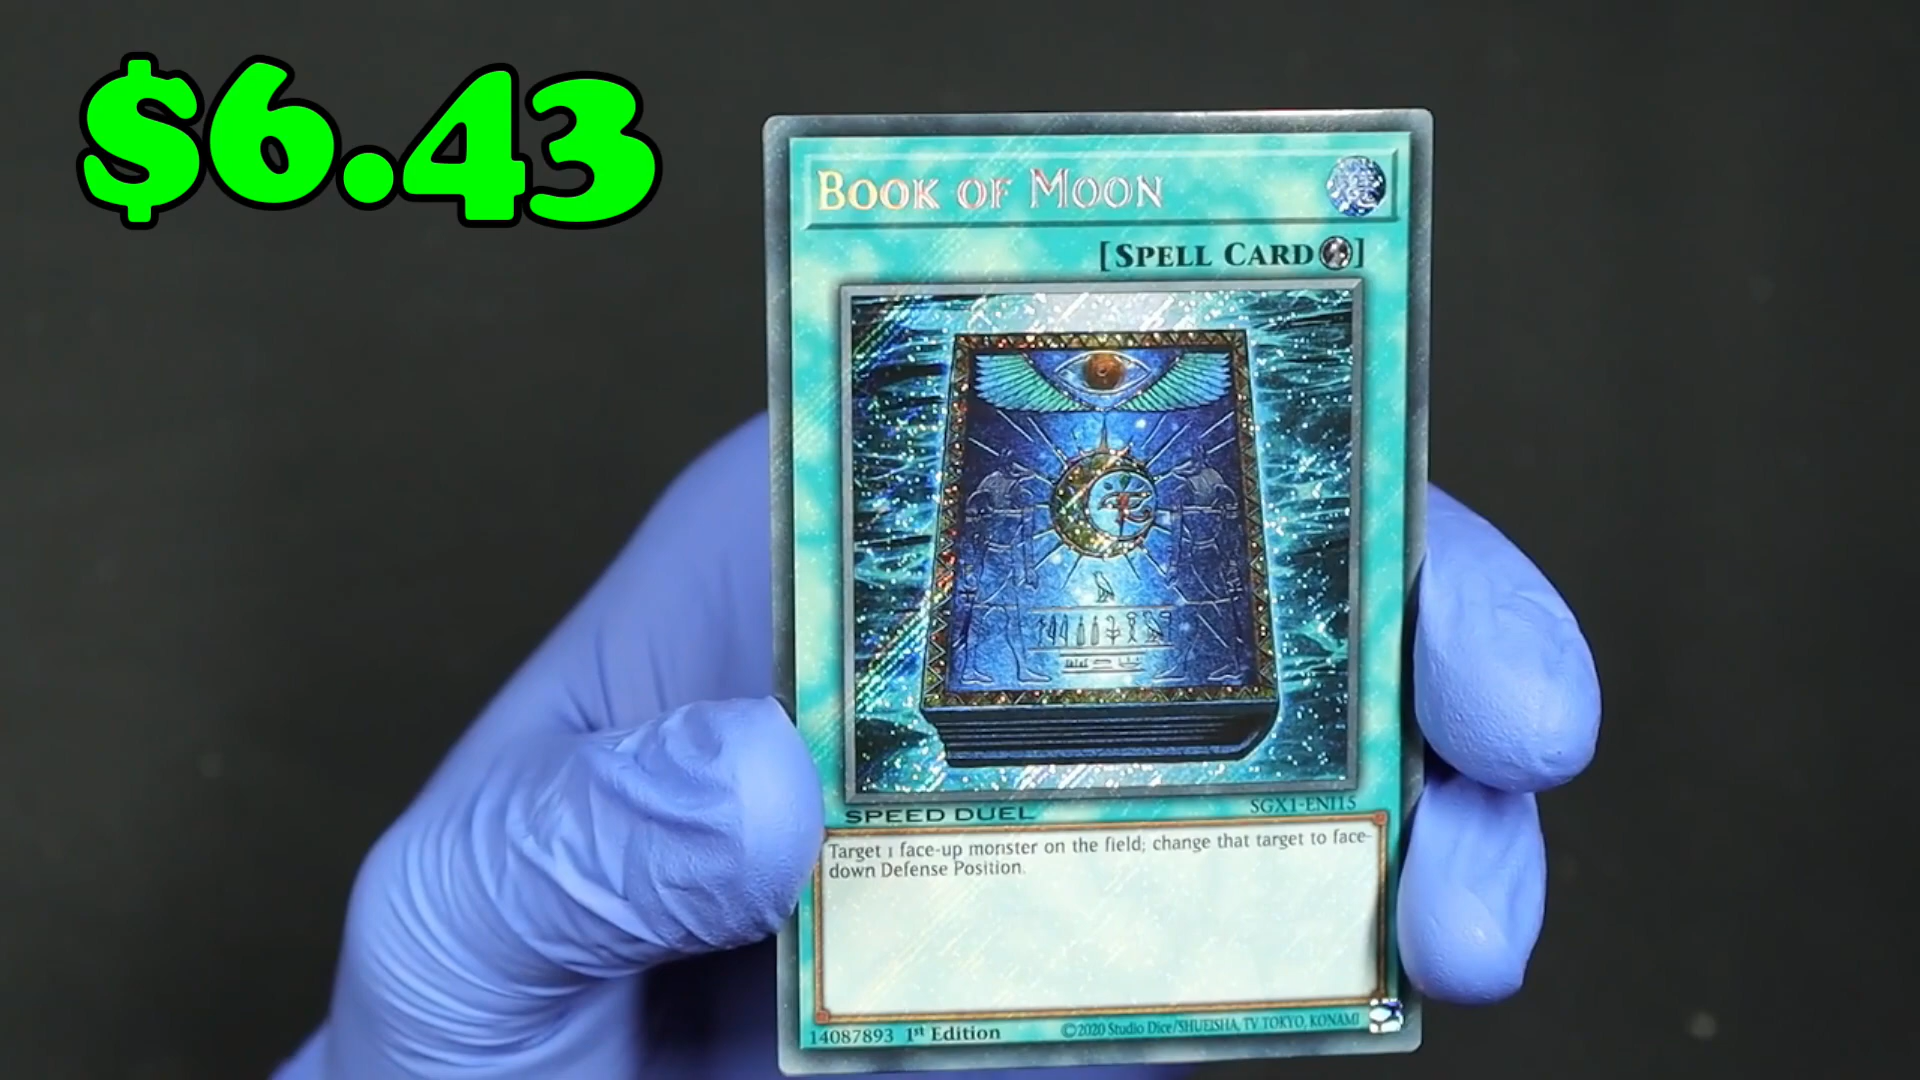 $6.43
BOOK OF MOON
[SPELL CARD]
SPEED DUEL
SGX1-ENI15
Target 1 face-up monster on the field; change that target to face-
down Defense Position.
14087893 1st Edition
©2020 Studio Dice/SHUEISHA, TV TOKYO, KONAMI